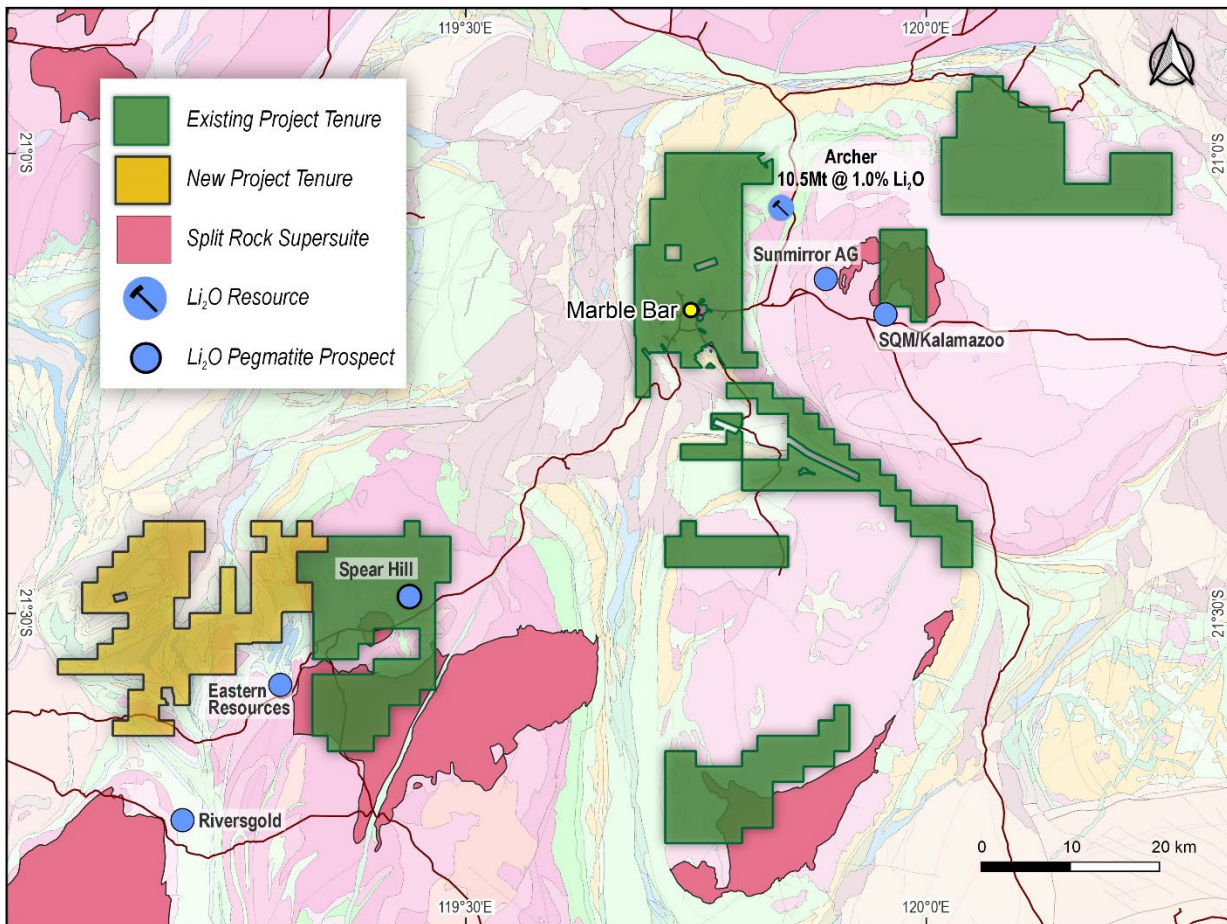 119°30'E
120°0'E
21°0'S
21°0'S
Existing Project Tenure
New Project Tenure
Split Rock Supersuite
Li₂O Resource
Li₂O Pegmatite Prospect
Archer
10.5Mt @ 1.0% Li₂O
Sunmirror AG
Marble Bar
SQM/Kalamazoo
Spear Hill
21°30'S
21°30'S
Eastern
Resources
Riversgold
0 10 20 km
119°30'E
120°0'E